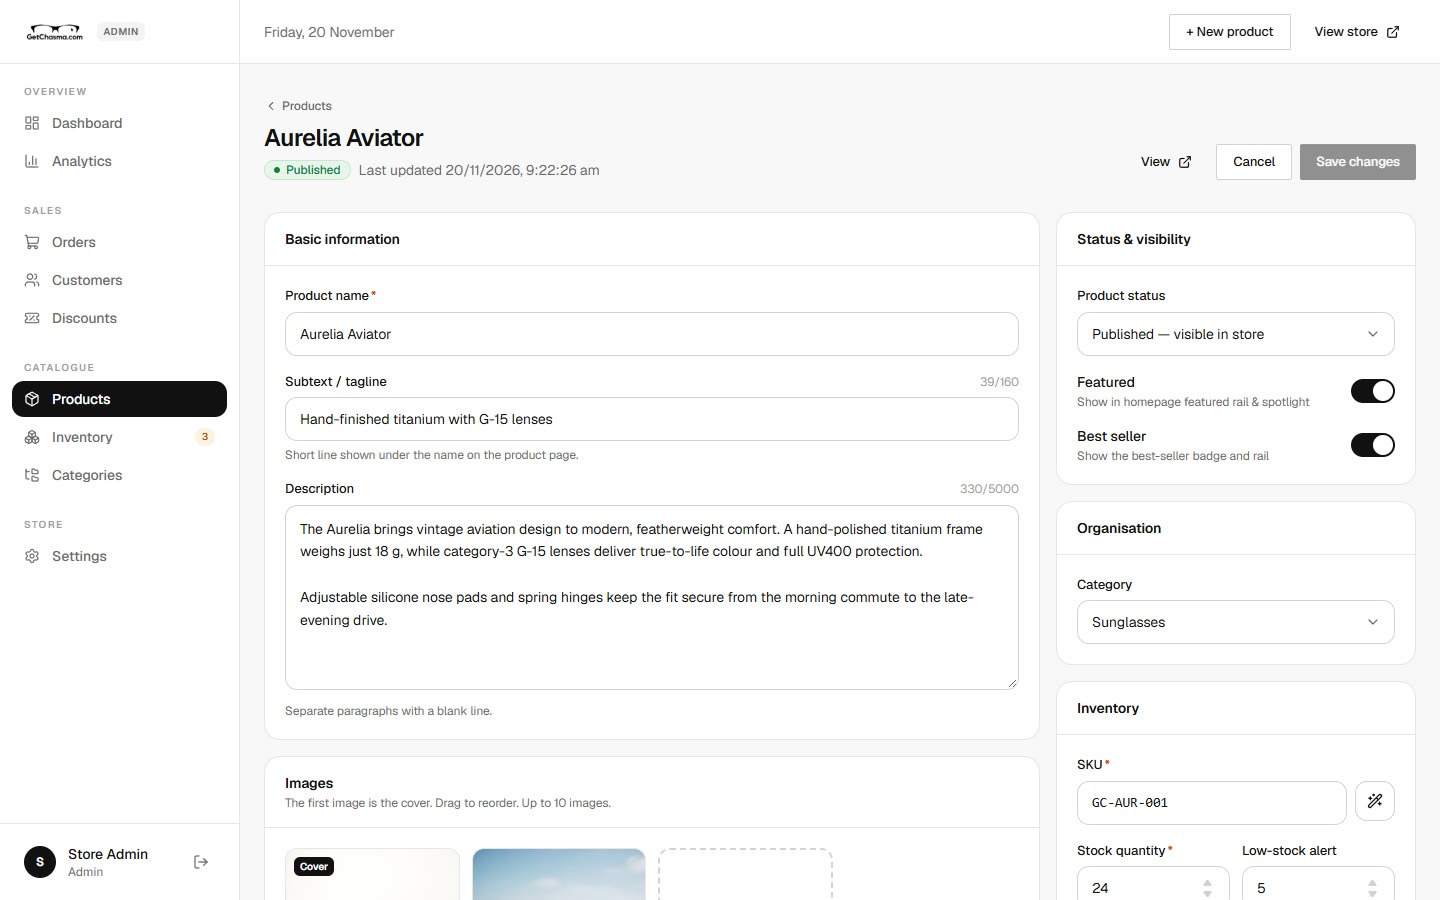 GetChasma.com
ADMIN
OVERVIEW
Dashboard
Analytics
SALES
Orders
Customers
Discounts
CATALOGUE
Products
Inventory
3
Categories
STORE
Settings
S
Store Admin
Admin
Friday, 20 November
+ New product
View store
Products
Aurelia Aviator
Published
Last updated 20/11/2026, 9:22:26 am
View
Cancel
Save changes
Basic information
Product name*
Aurelia Aviator
Subtext / tagline
39/160
Hand-finished titanium with G-15 lenses
Short line shown under the name on the product page.
Description
330/5000
The Aurelia brings vintage aviation design to modern, featherweight comfort. A hand-polished titanium frame
weighs just 18 g, while category-3 G-15 lenses deliver true-to-life colour and full UV400 protection.
Adjustable silicone nose pads and spring hinges keep the fit secure from the morning commute to the late-
evening drive.
Separate paragraphs with a blank line.
Images
The first image is the cover. Drag to reorder. Up to 10 images.
Cover
Status & visibility
Product status
Published — visible in store
Featured
Show in homepage featured rail & spotlight
Best seller
Show the best-seller badge and rail
Organisation
Category
Sunglasses
Inventory
SKU*
GC-AUR-001
Stock quantity*
Low-stock alert
24
5